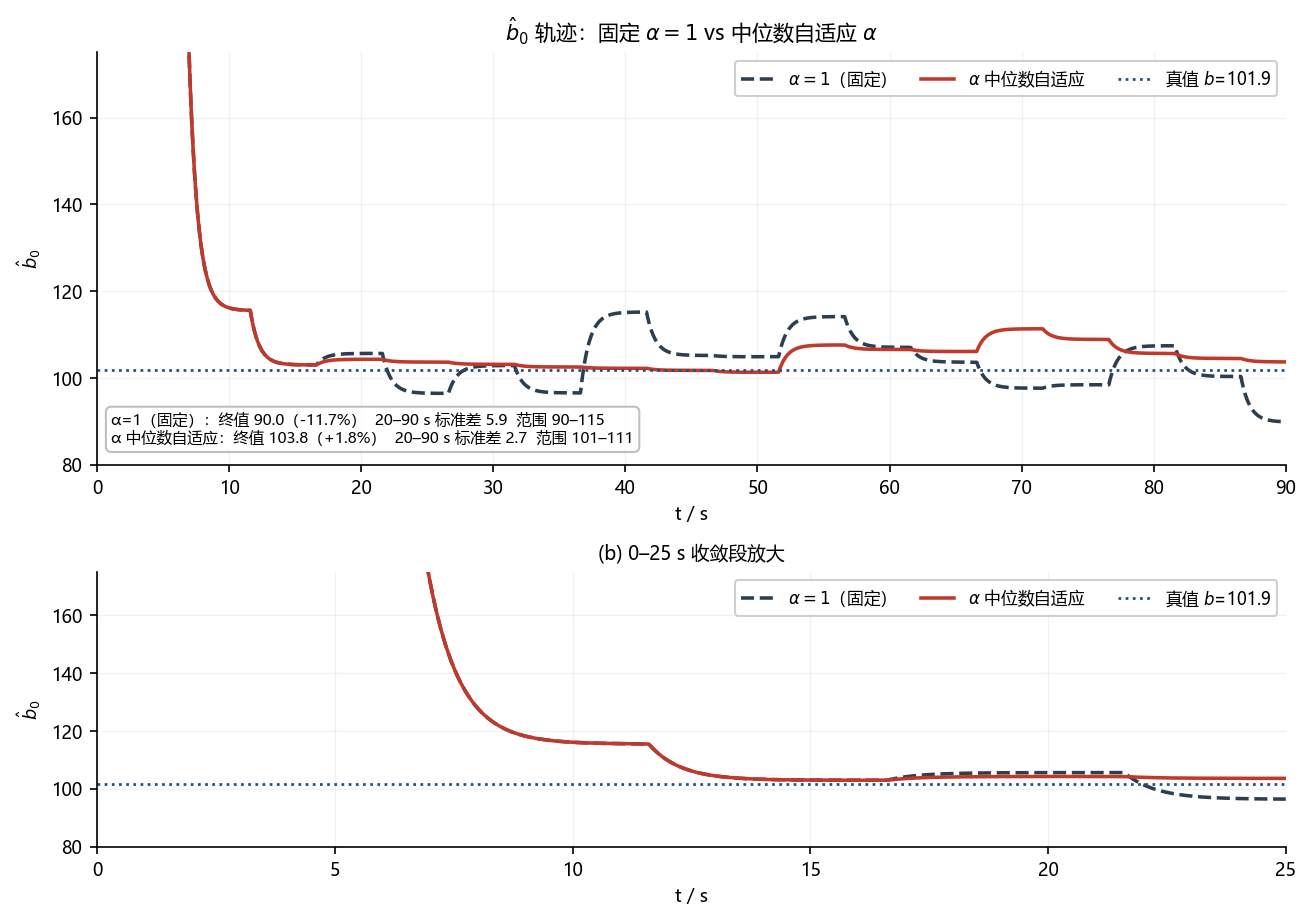 b̂₀ 轨迹：固定 α = 1 vs 中位数自适应 α
α = 1（固定） α 中位数自适应 真值 b=101.9
160
140
120
100
80
b̂₀
α=1（固定）：终值 90.0（-11.7%） 20–90 s 标准差 5.9 范围 90–115
α 中位数自适应：终值 103.8（+1.8%） 20–90 s 标准差 2.7 范围 101–111
0 10 20 30 40 50 60 70 80 90
t / s
(b) 0–25 s 收敛段放大
α = 1（固定） α 中位数自适应 真值 b=101.9
160
140
120
100
80
b̂₀
0 5 10 15 20 25
t / s